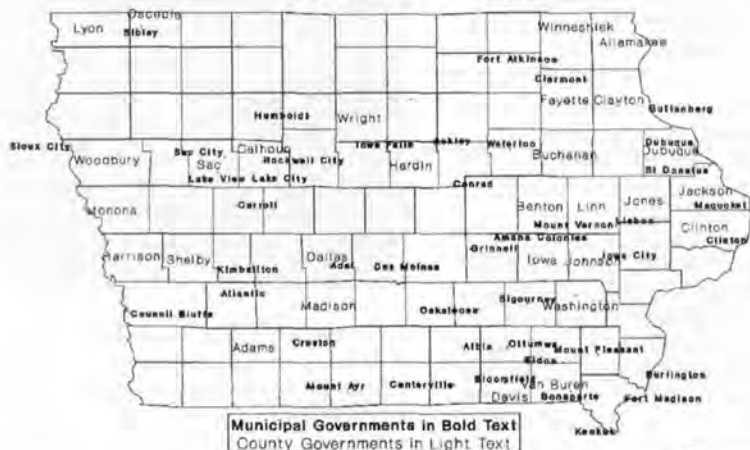 Osceola
Lyon
Sibley
Winneshiek
Allamakee
Fort Atkinson
Clermont
Fayette Clayton
Guttenberg
Humboldt
Wright
Sioux City
Woodbury
Sac City
Sac
Calhoun
Rockwell City
Lake View Lake City
Iowa Falls
Hardin
Ackley
Waterloo
Buchanan
Dubuque
Dubuque
St Donatus
Conrad
Monona
Carroll
Benton
Linn
Jones
Jackson
Maquoket
Mount Vernon
Lisbon
Clinton
Clinton
Amana Colonies
Harrison
Shelby
Kimballton
Dallas
Adel
Des Moines
Grinnell
Iowa
Johnson
Iowa City
Atlantic
Council Bluffs
Madison
Oskaloosa
Sigourney
Washington
Adams
Creston
Albia
Ottumwa
Eldon
Mount Pleasant
Mount Ayr
Centerville
Bloomfield
Van Buren
Davis
Bonaparte
Burlington
Fort Madison
Keokuk
Municipal Governments in Bold Text
County Governments in Light Text